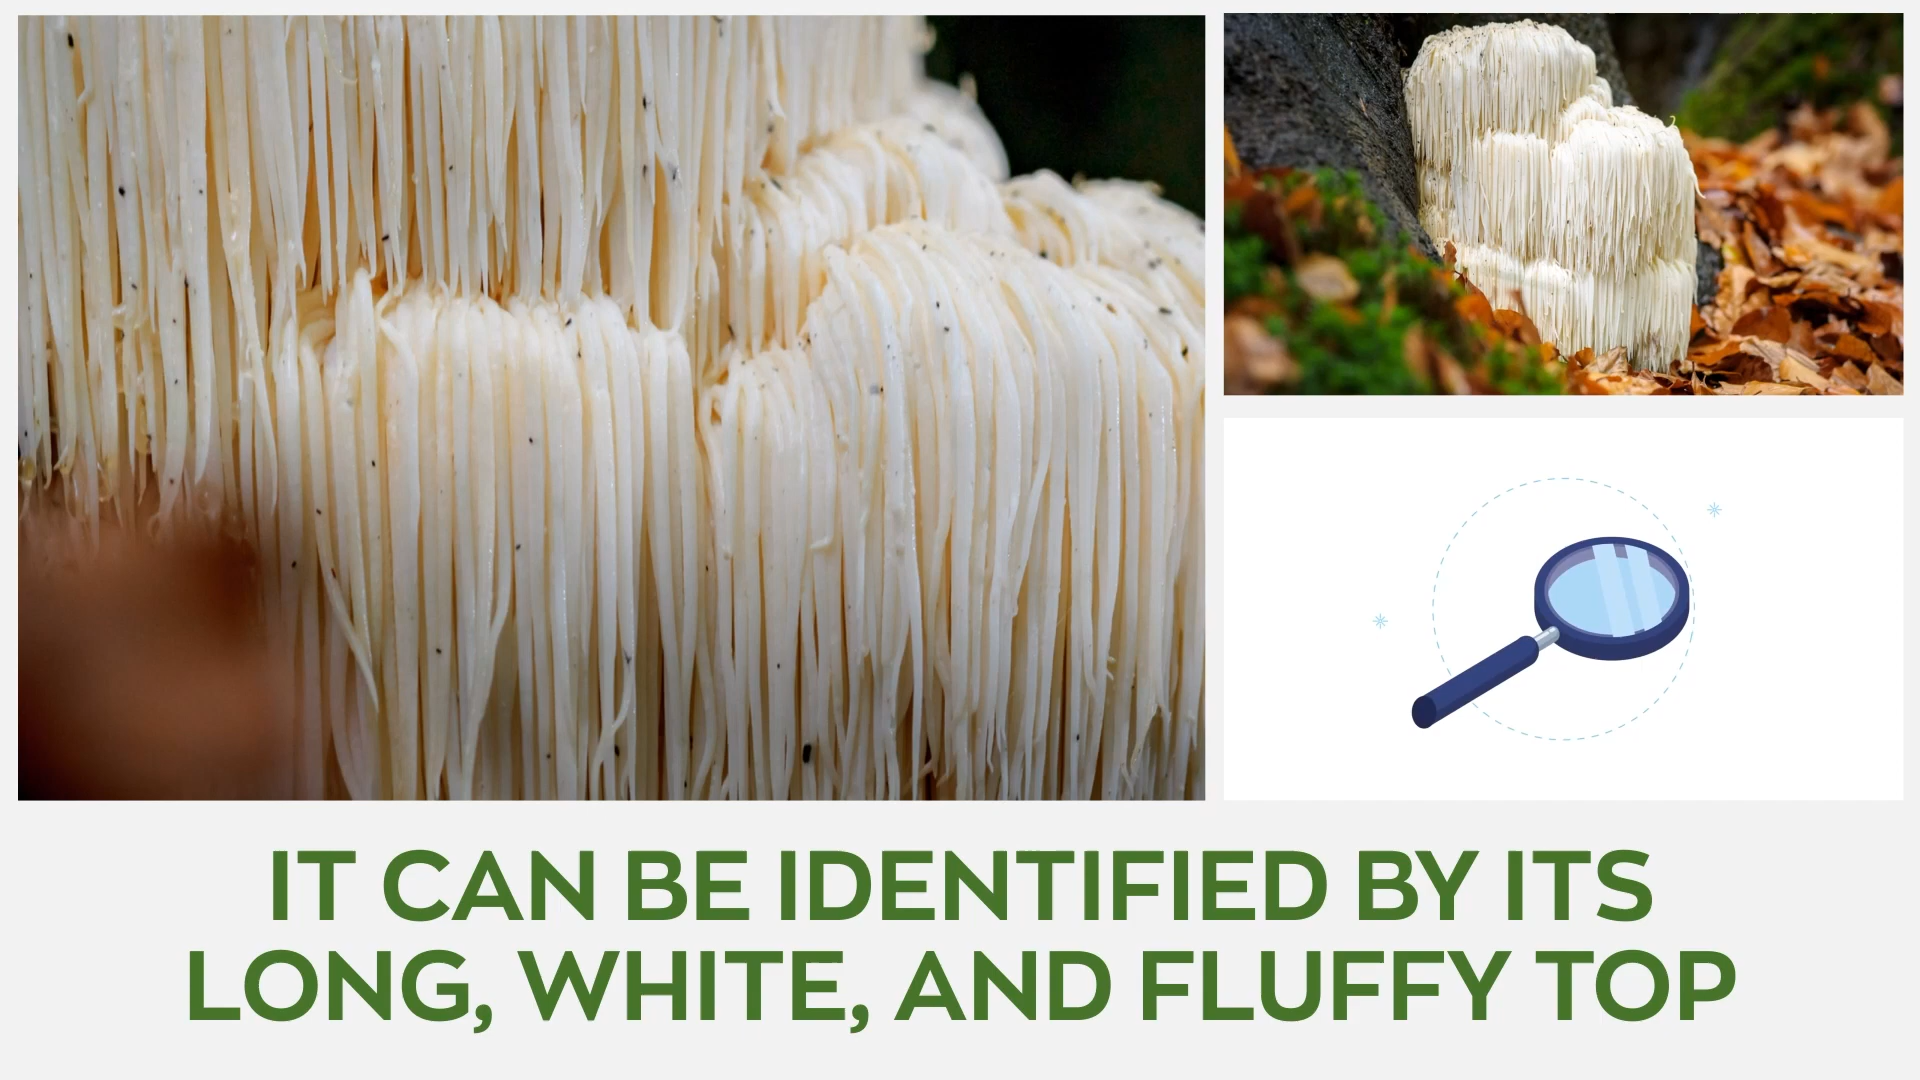 IT CAN BE IDENTIFIED BY ITS
LONG, WHITE, AND FLUFFY TOP